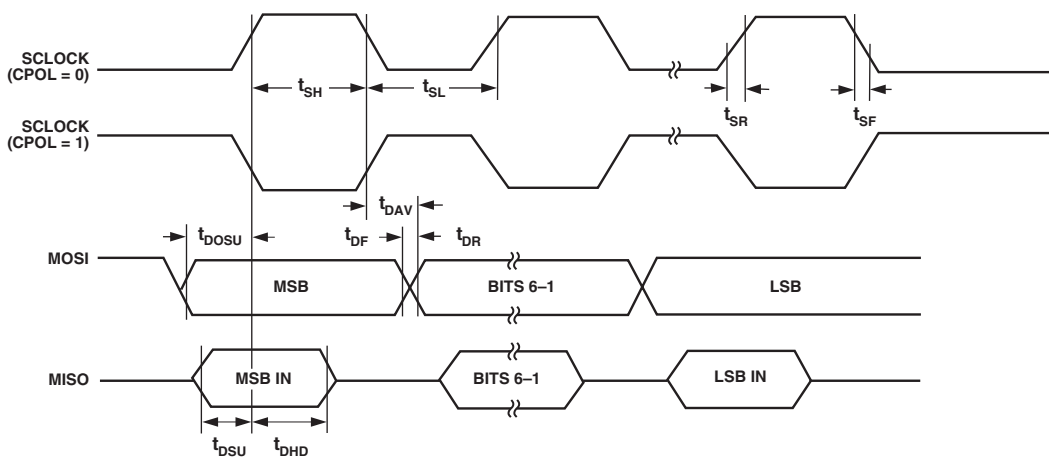 SCLOCK
(CPOL = 0)
tSH
tSL
tSR
tSF
SCLOCK
(CPOL = 1)
tDAV
tDOSU
tDF
tDR
MOSI
MSB
BITS 6–1
LSB
MISO
MSB IN
BITS 6–1
LSB IN
tDSU
tDHD